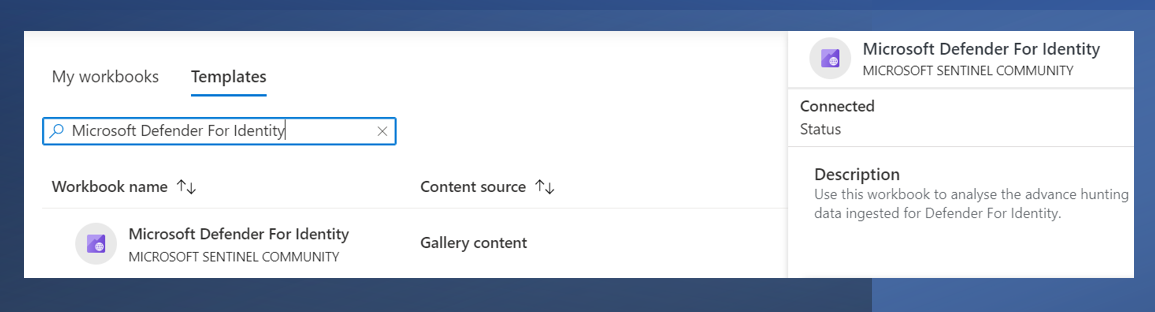 My workbooks
Templates
Microsoft Defender For Identity
Workbook name
Content source
Microsoft Defender For Identity
MICROSOFT SENTINEL COMMUNITY
Gallery content
Microsoft Defender For Identity
MICROSOFT SENTINEL COMMUNITY
Connected
Status
Description
Use this workbook to analyse the advance hunting
data ingested for Defender For Identity.